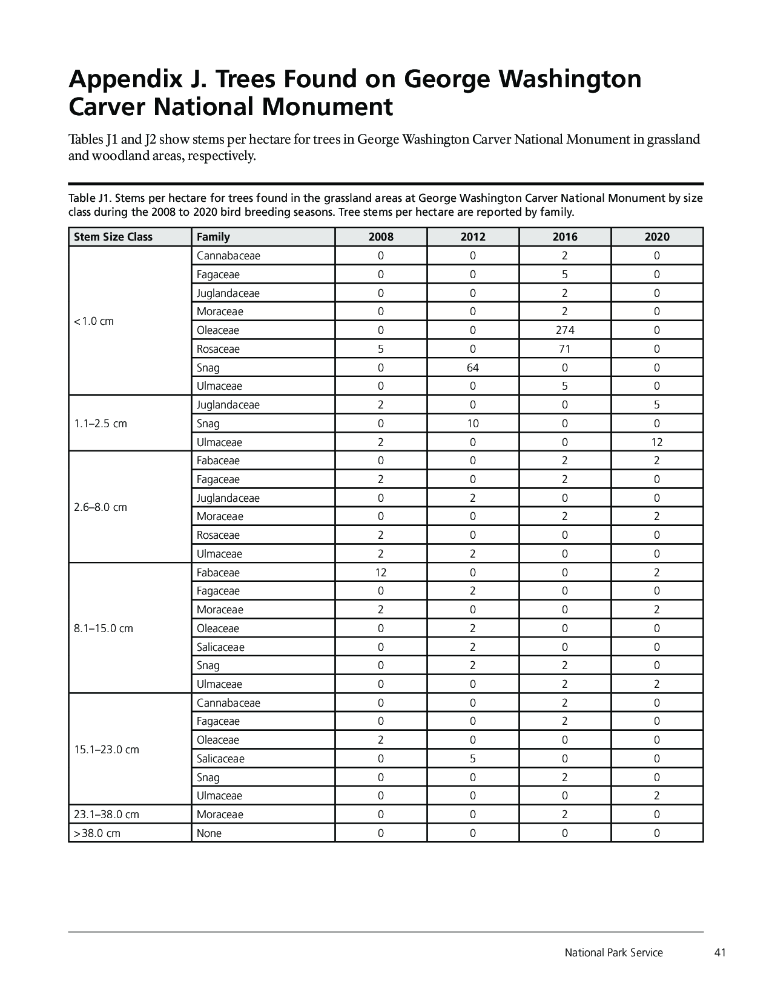 Appendix J. Trees Found on George Washington
Carver National Monument
Tables J1 and J2 show stems per hectare for trees in George Washington Carver National Monument in grassland
and woodland areas, respectively.
Table J1. Stems per hectare for trees found in the grassland areas at George Washington Carver National Monument by size
class during the 2008 to 2020 bird breeding seasons. Tree stems per hectare are reported by family.
Stem Size Class Family 2008 2012 2016 2020
<1.0 cm
Cannabaceae 0 0 2 0
Fagaceae 0 0 5 0
Juglandaceae 0 0 2 0
Moraceae 0 0 2 0
Oleaceae 0 0 274 0
Rosaceae 5 0 71 0
Snag 0 64 0 0
Ulmaceae 0 0 5 0
1.1–2.5 cm
Juglandaceae 2 0 0 5
Snag 0 10 0 0
Ulmaceae 2 0 0 12
2.6–8.0 cm
Fabaceae 0 0 2 2
Fagaceae 2 0 2 0
Juglandaceae 0 2 0 0
Moraceae 0 0 2 2
Rosaceae 2 0 0 0
Ulmaceae 2 2 0 0
8.1–15.0 cm
Fabaceae 12 0 0 2
Fagaceae 0 2 0 0
Moraceae 2 0 0 2
Oleaceae 0 2 0 0
Salicaceae 0 2 0 0
Snag 0 2 2 0
Ulmaceae 0 0 2 2
15.1–23.0 cm
Cannabaceae 0 0 2 0
Fagaceae 0 0 2 0
Oleaceae 2 0 0 0
Salicaceae 0 5 0 0
Snag 0 0 2 0
Ulmaceae 0 0 0 2
23.1–38.0 cm Moraceae 0 0 2 0
>38.0 cm None 0 0 0 0
National Park Service 41